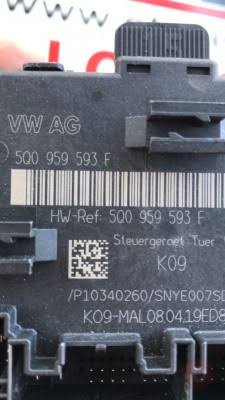 VW AG
5Q0 959 593 F
HW-Ref: 5Q0 959 593 F
Steuergeraet Tuer
K09
/P10340260/SNYE007SD
K09-MAL08.04.19ED8